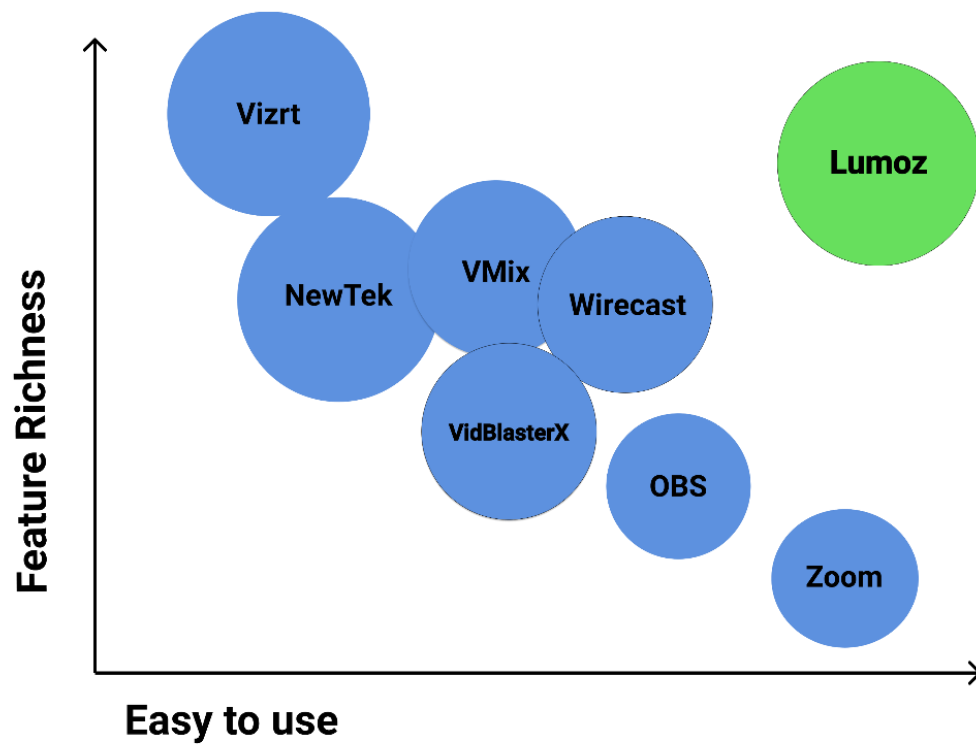 Vizrt
Lumoz
VMix
NewTek
Wirecast
VidBlasterX
OBS
Zoom
Feature Richness
Easy to use